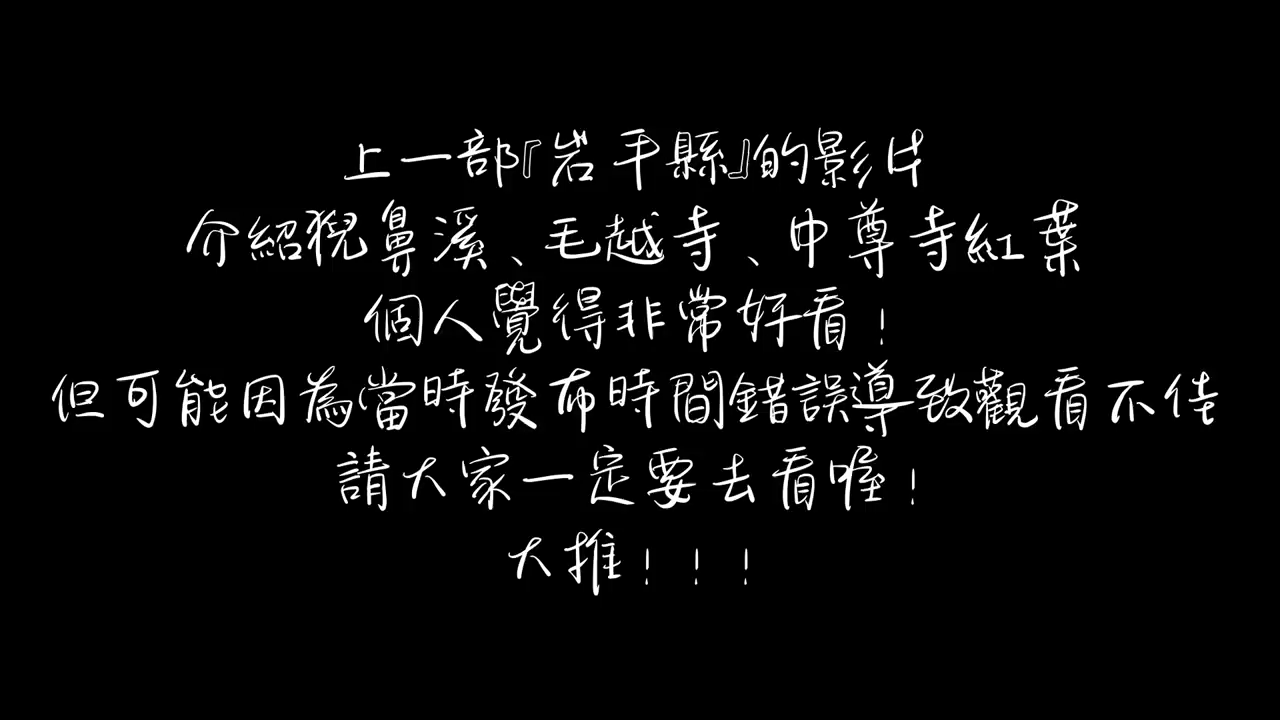 上一部『岩手縣』的影片
介紹猊鼻溪、毛越寺、中尊寺紅葉
個人覺得非常好看！
但可能因為當時發布時間錯誤導致觀看不佳
請大家一定要去看喔！
大推！！！